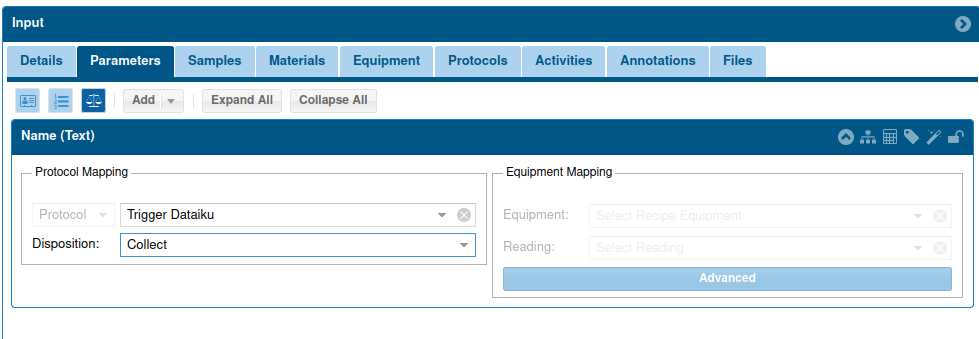 Input
Details Parameters Samples Materials Equipment Protocols Activities Annotations Files
Add Expand All Collapse All
Name (Text)
Protocol Mapping
Protocol Trigger Dataiku
Disposition: Collect
Equipment Mapping
Equipment: Select Recipe Equipment
Reading: Select Reading
Advanced